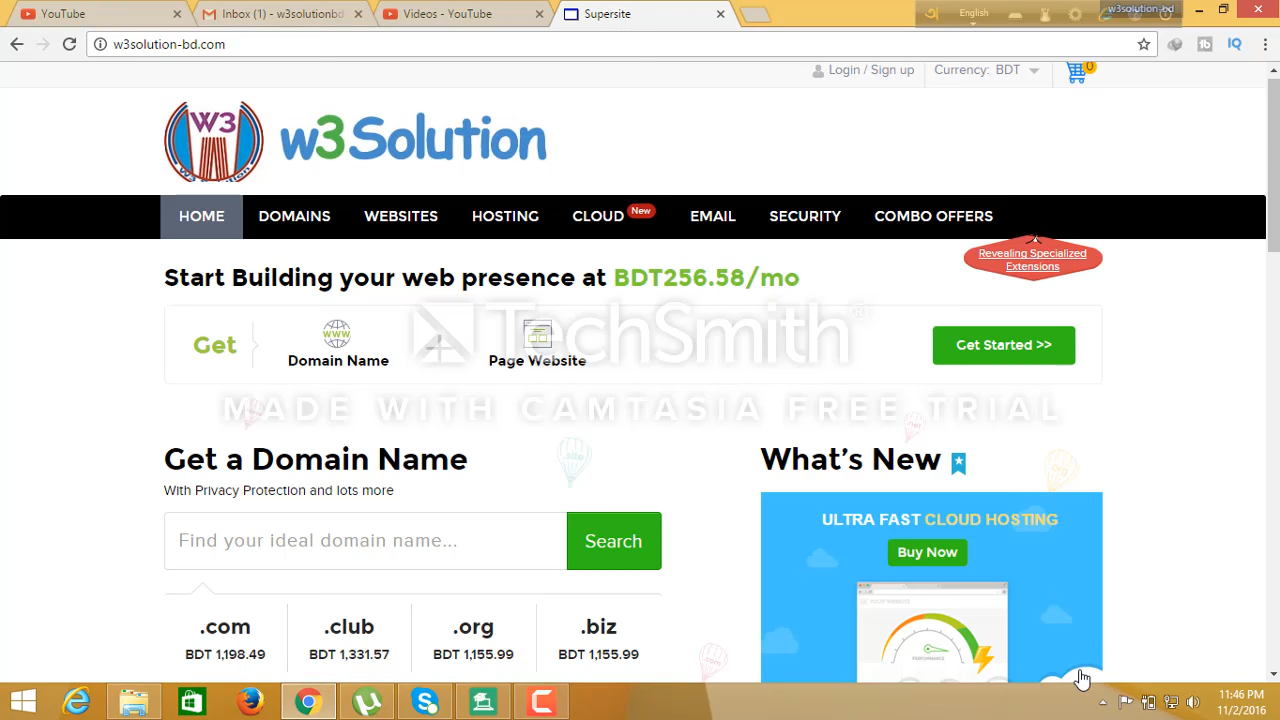 YouTube
Inbox (1) - w3solutionbd
Videos - YouTube
Supersite
English
w3solution-bd
w3solution-bd.com
Login / Sign up
Currency: BDT
0
W3
w3Solution
HOME
DOMAINS
WEBSITES
HOSTING
CLOUD New
EMAIL
SECURITY
COMBO OFFERS
Revealing Specialized
Extensions
Start Building your web presence at BDT256.58/mo
Get
WWW
Domain Name
Page Website
Get Started >>
TechSmith
MADE WITH CAMTASIA FREE TRIAL
Get a Domain Name
With Privacy Protection and lots more
Find your ideal domain name...
Search
.com
BDT 1,198.49
.club
BDT 1,331.57
.org
BDT 1,155.99
.biz
BDT 1,155.99
What's New
ULTRA FAST CLOUD HOSTING
Buy Now
PERFORMANCE
.site
.com
11:46 PM
11/2/2016